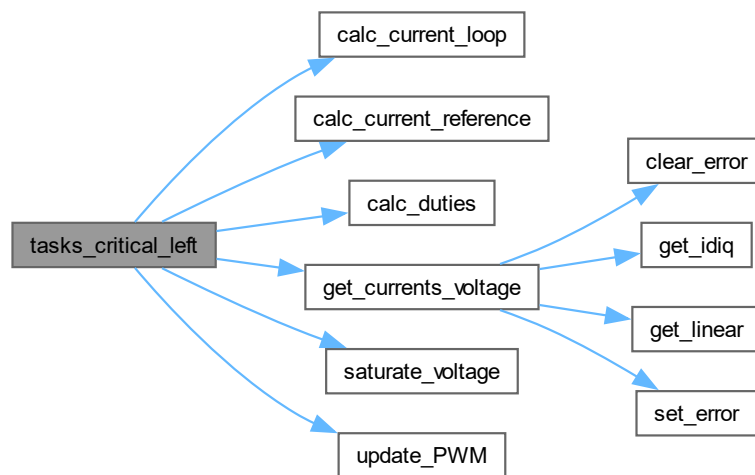 calc_current_loop
calc_current_reference
clear_error
calc_duties
tasks_critical_left
get_idiq
get_currents_voltage
get_linear
saturate_voltage
set_error
update_PWM